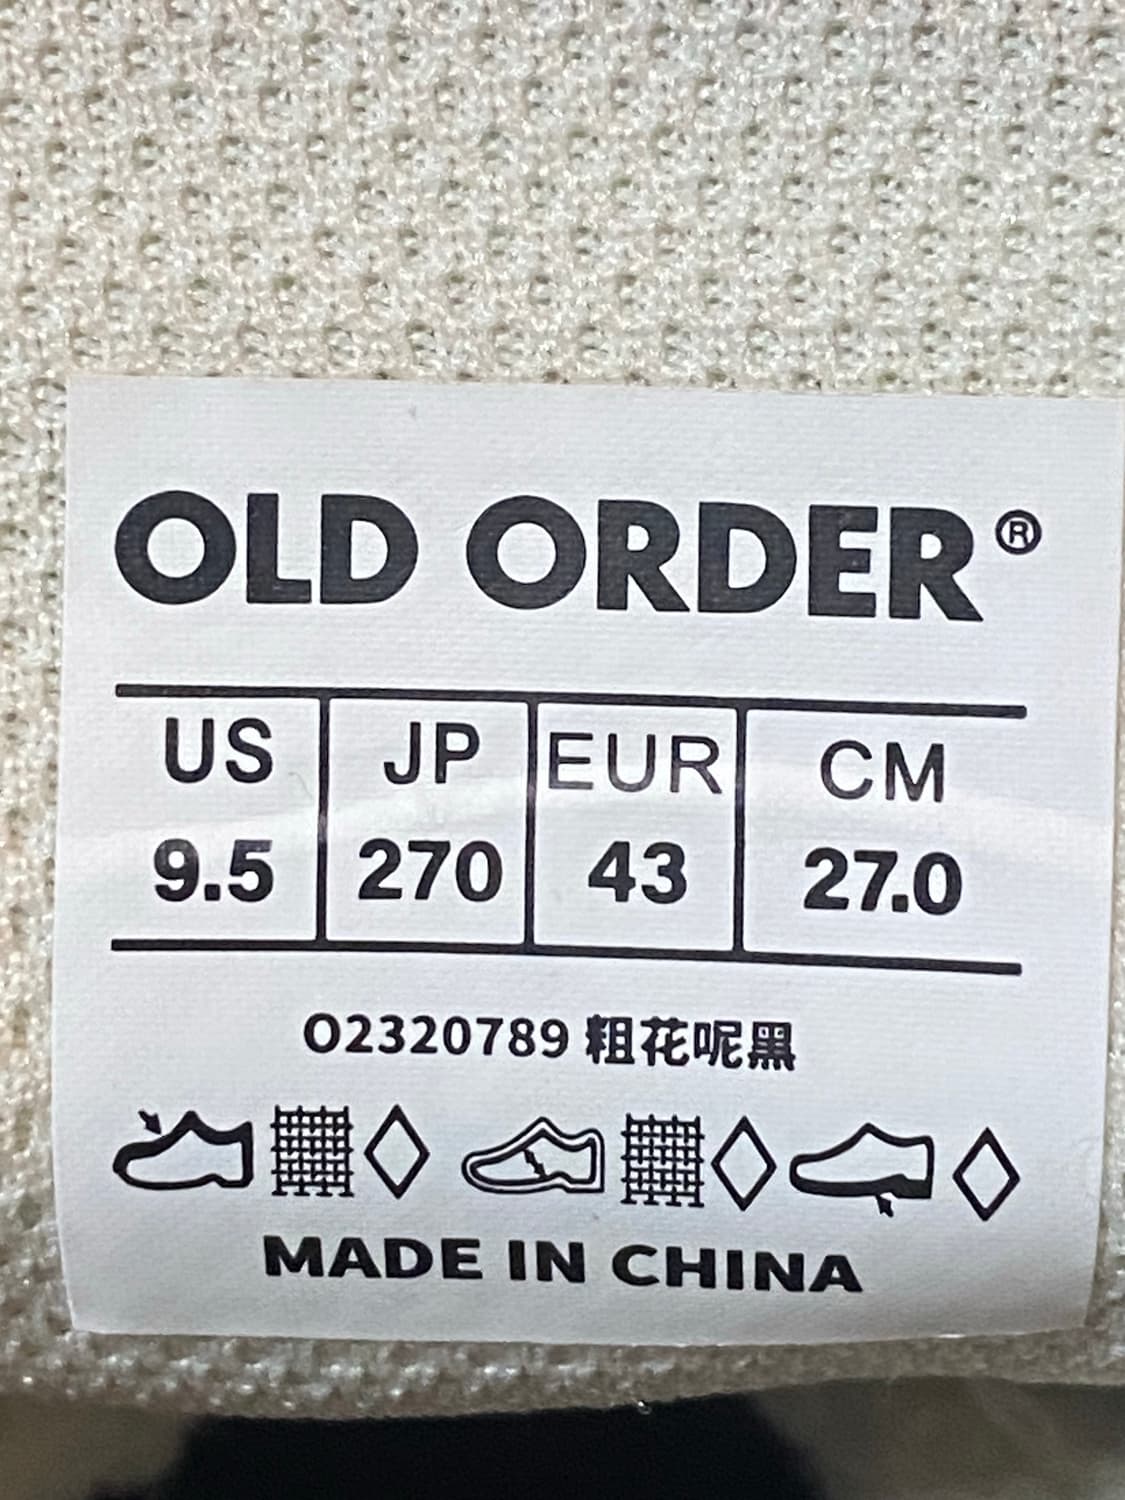 OLD ORDER®
US JP EUR CM
9.5 270 43 27.0
O2320789 粗花呢黑
MADE IN CHINA